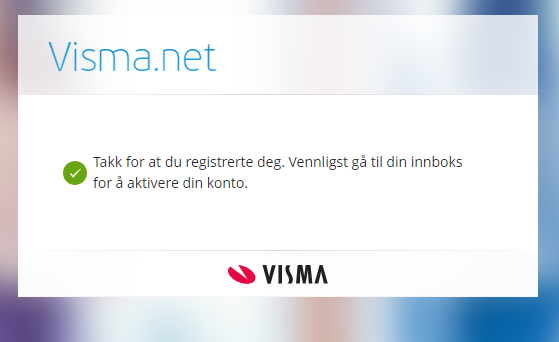 Visma.net
Takk for at du registrerte deg. Vennligst gå til din innboks
for å aktivere din konto.
VISMA